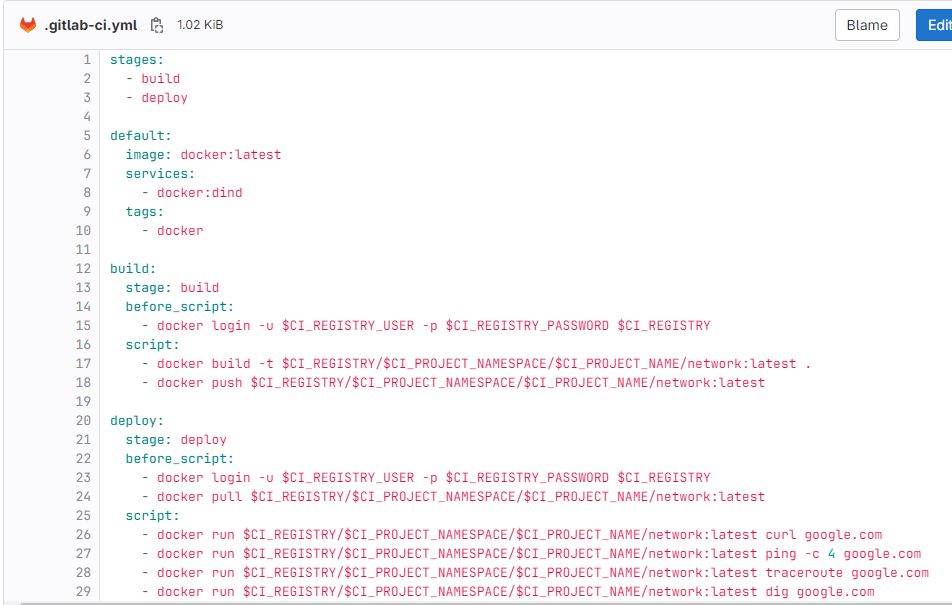 .gitlab-ci.yml 1.02 KiB Blame Edit
1 stages:
2 - build
3 - deploy
4
5 default:
6 image: docker:latest
7 services:
8 - docker:dind
9 tags:
10 - docker
11
12 build:
13 stage: build
14 before_script:
15 - docker login -u $CI_REGISTRY_USER -p $CI_REGISTRY_PASSWORD $CI_REGISTRY
16 script:
17 - docker build -t $CI_REGISTRY/$CI_PROJECT_NAMESPACE/$CI_PROJECT_NAME/network:latest .
18 - docker push $CI_REGISTRY/$CI_PROJECT_NAMESPACE/$CI_PROJECT_NAME/network:latest
19
20 deploy:
21 stage: deploy
22 before_script:
23 - docker login -u $CI_REGISTRY_USER -p $CI_REGISTRY_PASSWORD $CI_REGISTRY
24 - docker pull $CI_REGISTRY/$CI_PROJECT_NAMESPACE/$CI_PROJECT_NAME/network:latest
25 script:
26 - docker run $CI_REGISTRY/$CI_PROJECT_NAMESPACE/$CI_PROJECT_NAME/network:latest curl google.com
27 - docker run $CI_REGISTRY/$CI_PROJECT_NAMESPACE/$CI_PROJECT_NAME/network:latest ping -c 4 google.com
28 - docker run $CI_REGISTRY/$CI_PROJECT_NAMESPACE/$CI_PROJECT_NAME/network:latest traceroute google.com
29 - docker run $CI_REGISTRY/$CI_PROJECT_NAMESPACE/$CI_PROJECT_NAME/network:latest dig google.com